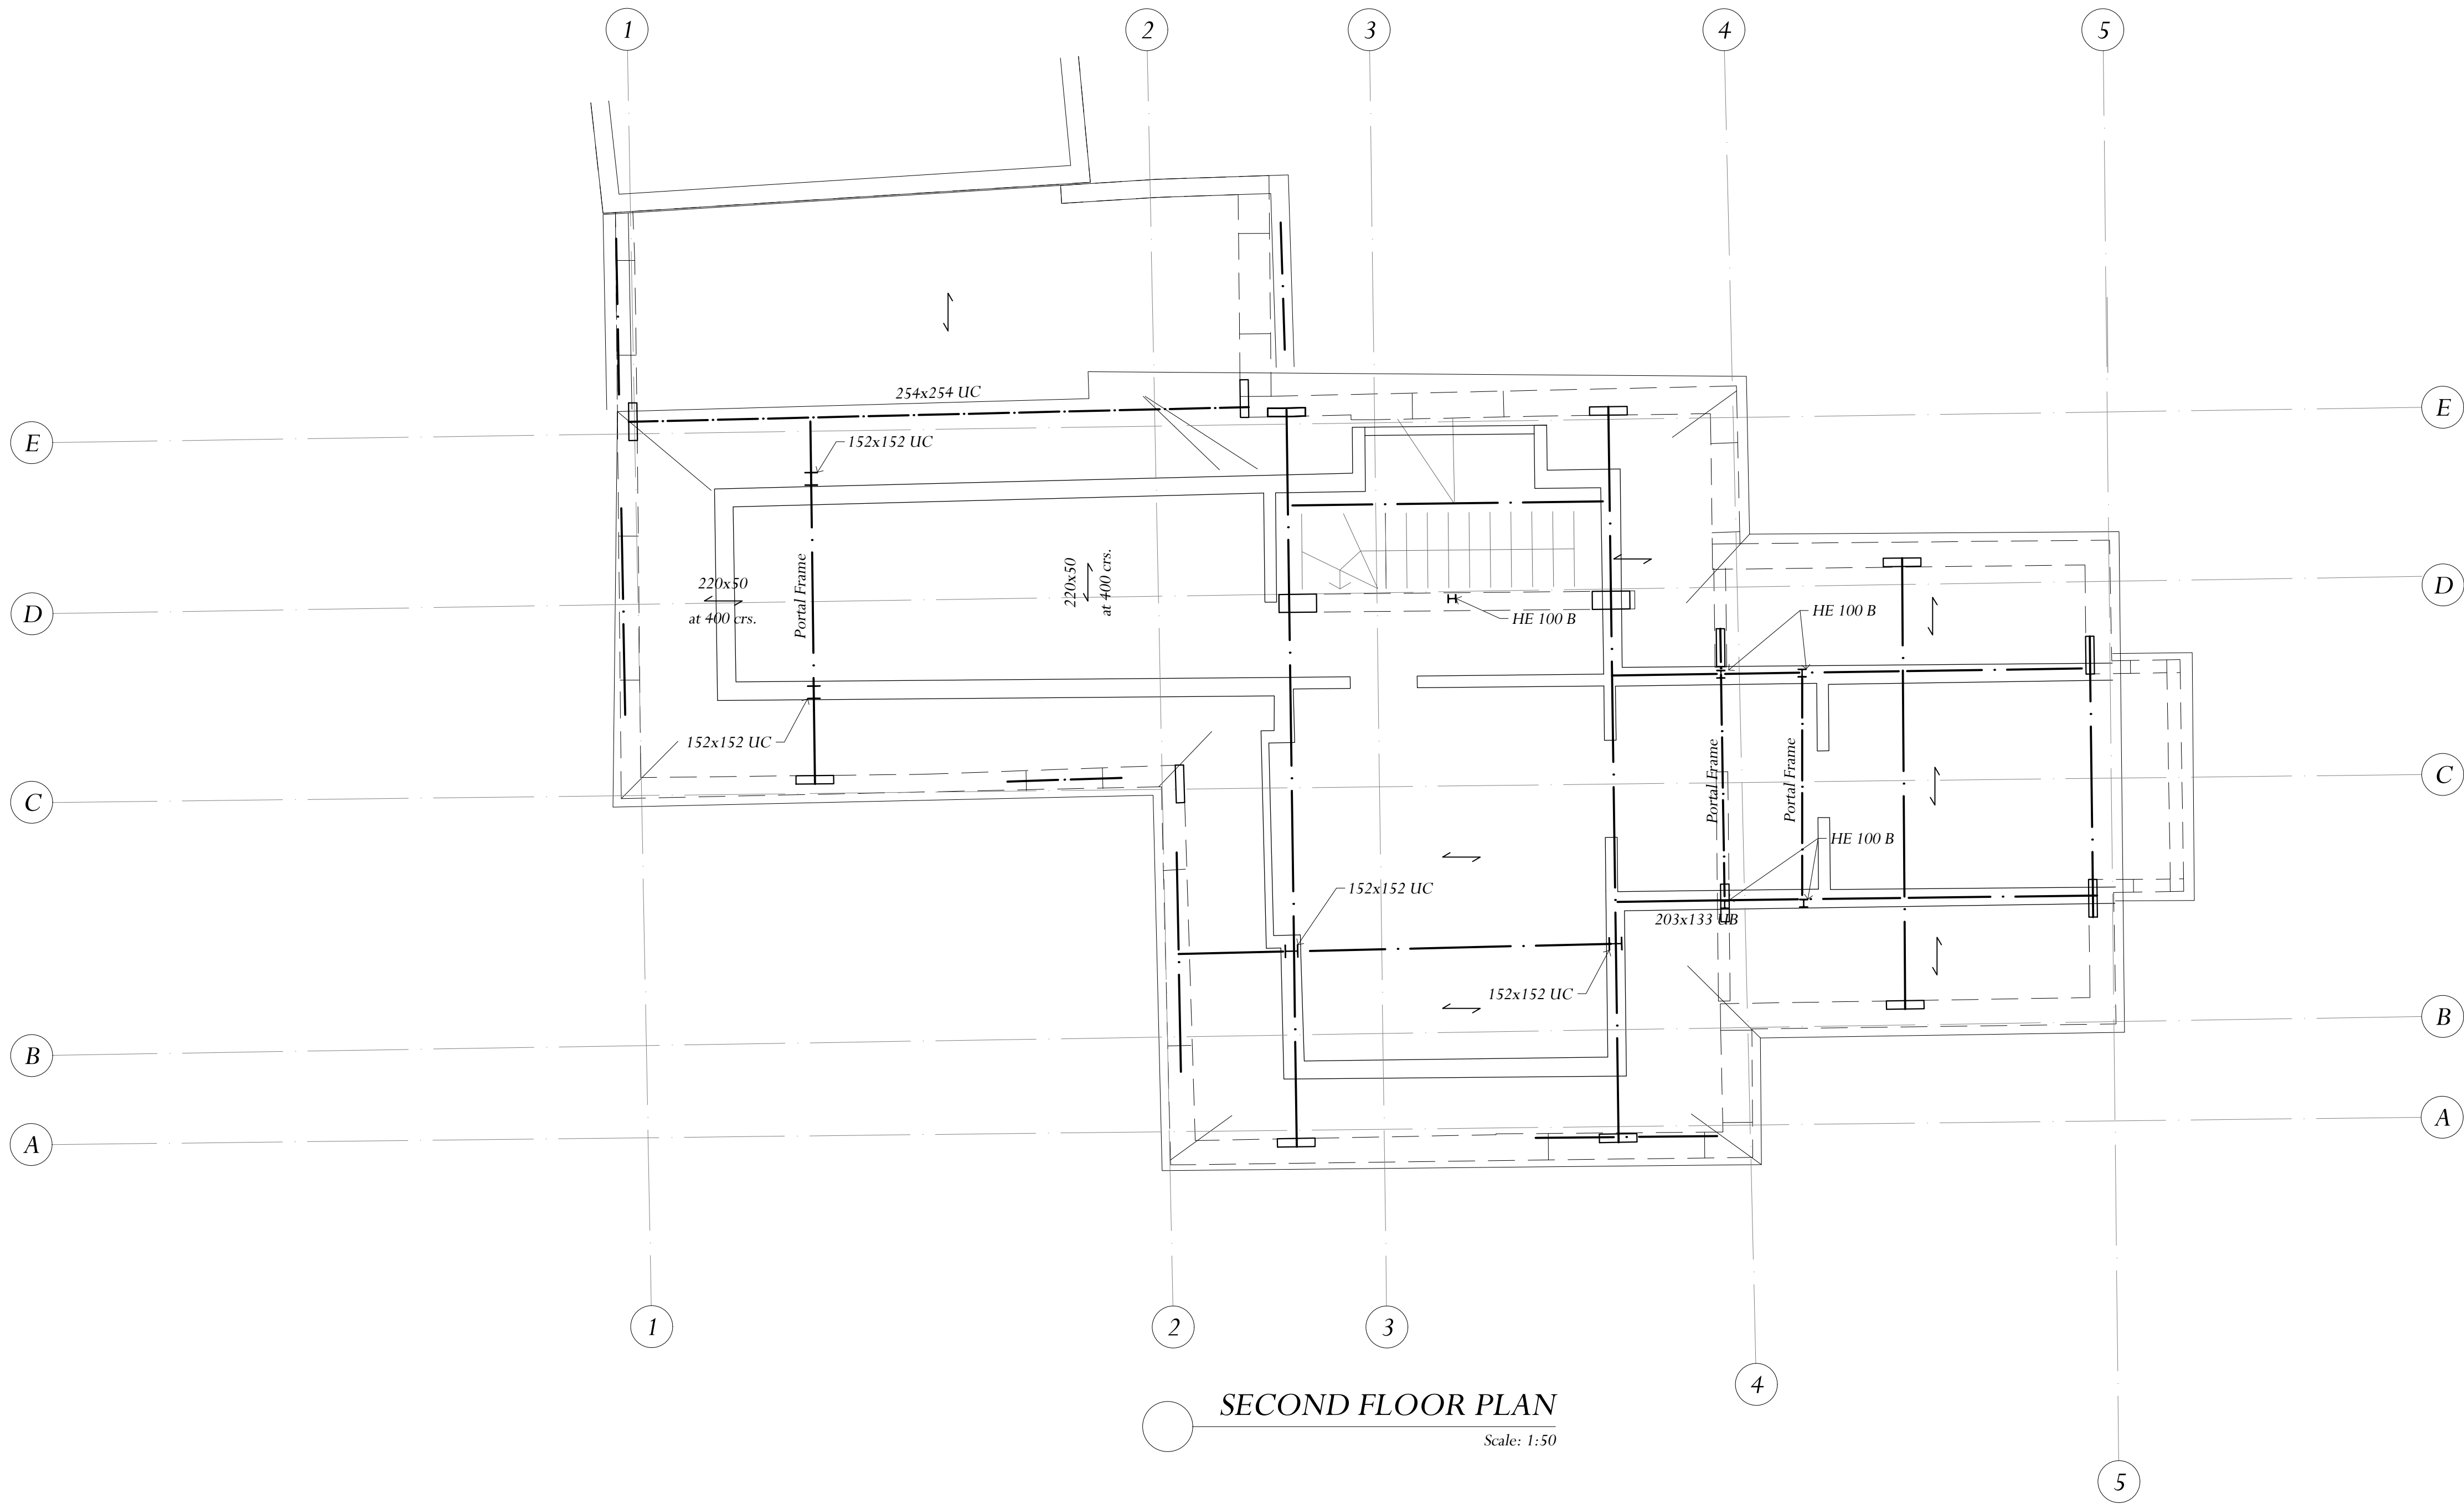 1
2
3
4
5
254x254 UC
E
E
152x152 UC
Portal Frame
220x50
at 400 crs.
220x50
at 400 crs.
D
D
HE 100 B
HE 100 B
152x152 UC
Portal Frame
Portal Frame
C
C
HE 100 B
152x152 UC
203x133 UB
152x152 UC
B
B
A
A
1
2
3
4
SECOND FLOOR PLAN
Scale: 1:50
5